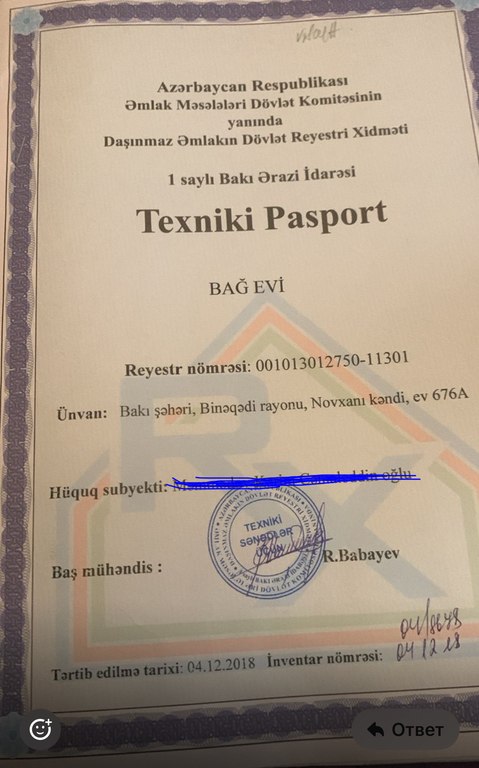 Azərbaycan Respublikası
Əmlak Məsələləri Dövlət Komitəsinin
yanında
Daşınmaz Əmlakın Dövlət Reyestri Xidməti
1 saylı Bakı Ərazi İdarəsi
Texniki Pasport
BAĞ EVİ
Reyestr nömrəsi: 001013012750-11301
Ünvan: Bakı şəhəri, Binəqədi rayonu, Novxanı kəndi, ev 676A
Hüquq subyekti: oğlu
TEXNİKİ
SƏNƏDLƏR
ÜÇÜN
Baş mühəndis : R.Babayev
Tərtib edilmə tarixi: 04.12.2018 İnventar nömrəsi:
04 12 18
Ответ